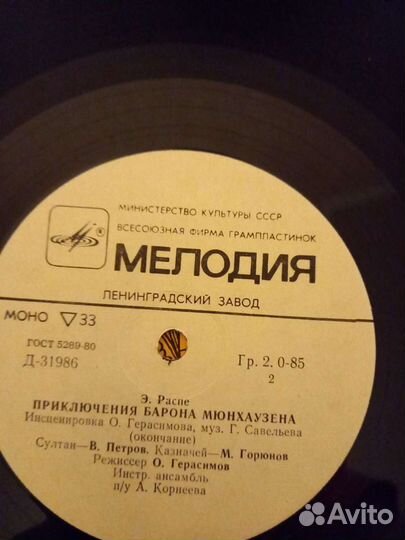 МИНИСТЕРСТВО КУЛЬТУРЫ СССР
ВСЕСОЮЗНАЯ ФИРМА ГРАМПЛАСТИНОК
МЕЛОДИЯ
ЛЕНИНГРАДСКИЙ ЗАВОД
МОНО ▽33
ГОСТ 5289-80
Д-31986
Гр. 2. 0-85
2
Э. Распе
ПРИКЛЮЧЕНИЯ БАРОНА МЮНХАУЗЕНА
Инсценировка О. Герасимова, муз. Г. Савельева
(окончание)
Султан—В. Петров. Казначей—М. Горюнов
Режиссер О. Герасимов
Инстр. ансамбль
п/у А. Корнеева
Avito